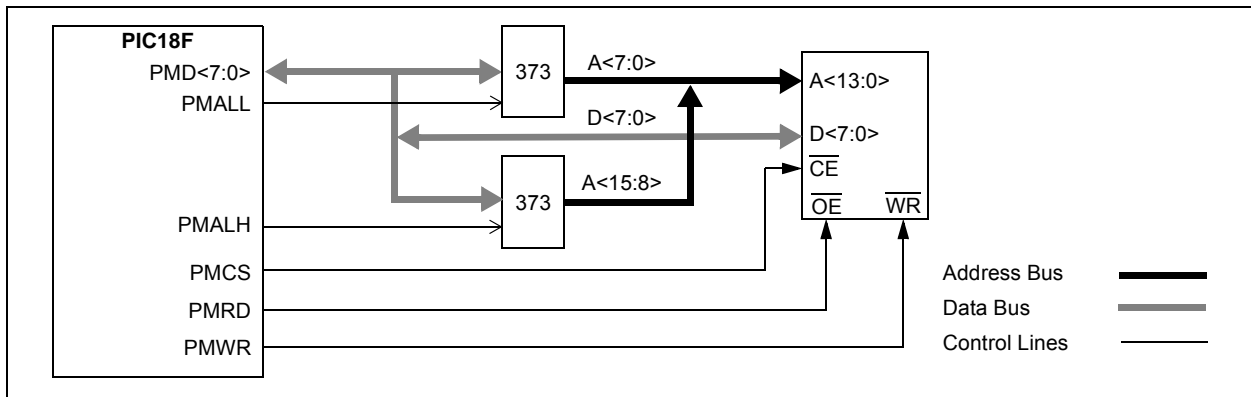 PIC18F
PMD<7:0>
PMALL
PMALH
PMCS
PMRD
PMWR
373
A<7:0>
D<7:0>
373
A<15:8>
A<13:0>
D<7:0>
CE
OE WR
Address Bus
Data Bus
Control Lines